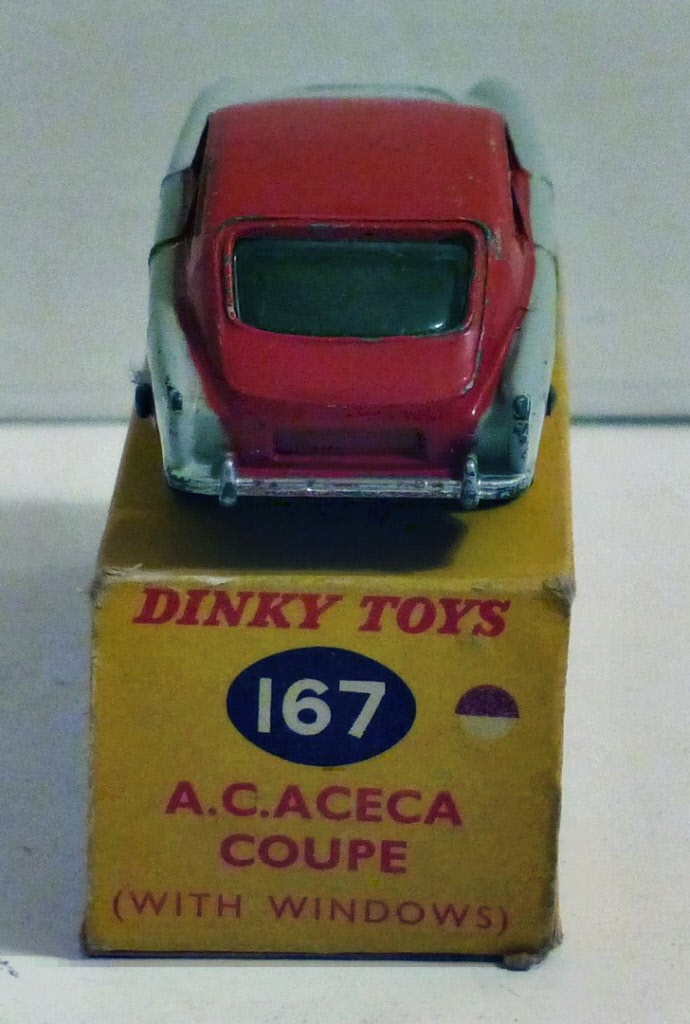 DINKY TOYS
167
A.C.ACECA
COUPE
(WITH WINDOWS)